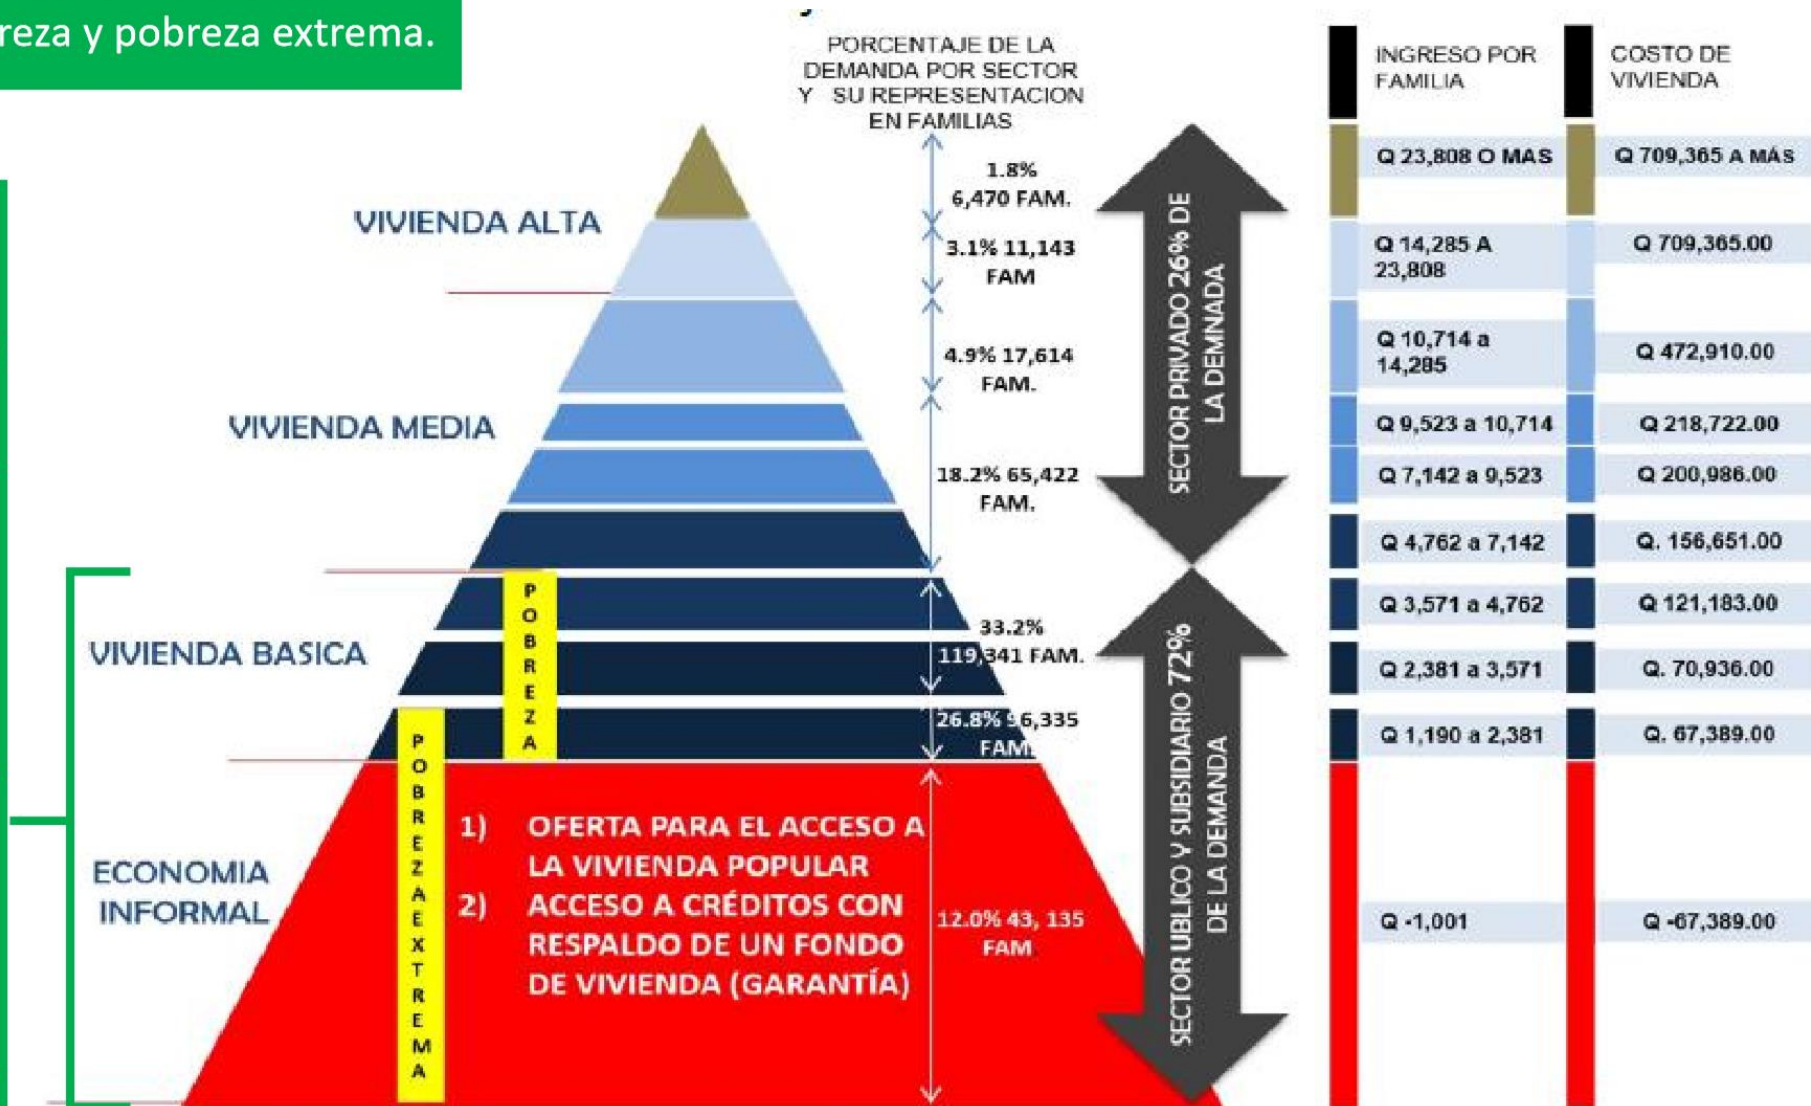 reza y pobreza extrema.
PORCENTAJE DE LA
DEMANDA POR SECTOR
Y SU REPRESENTACION
EN FAMILIAS
INGRESO POR
FAMILIA
COSTO DE
VIVIENDA
VIVIENDA ALTA
1.8%
6,470 FAM.
3.1% 11,143
FAM
4.9% 17,614
FAM.
VIVIENDA MEDIA
18.2% 65,422
FAM.
VIVIENDA BASICA
POBREZA
33.2%
119,341 FAM.
26.8% 96,335
FAM.
ECONOMIA
INFORMAL
POBREZAEXTREMA
1) OFERTA PARA EL ACCESO A
LA VIVIENDA POPULAR
2) ACCESO A CRÉDITOS CON
RESPALDO DE UN FONDO
DE VIVIENDA (GARANTÍA)
12.0% 43, 135
FAM
SECTOR PRIVADO 26% DE
LA DEMNADA
SECTOR UBLICO Y SUBSIDIARIO 72%
DE LA DEMANDA
Q 23,808 O MAS
Q 709,365 A MÁS
Q 14,285 A
23,808
Q 709,365.00
Q 10,714 a
14,285
Q 472,910.00
Q 9,523 a 10,714
Q 218,722.00
Q 7,142 a 9,523
Q 200,986.00
Q 4,762 a 7,142
Q. 156,651.00
Q 3,571 a 4,762
Q 121,183.00
Q 2,381 a 3,571
Q. 70,936.00
Q 1,190 a 2,381
Q. 67,389.00
Q -1,001
Q -67,389.00